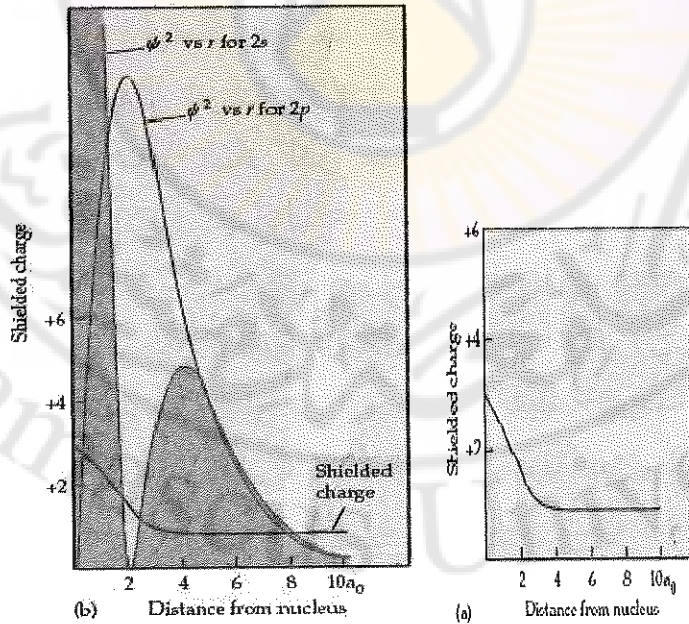 ψ² vs r for 2s
ψ² vs r for 2p
Shielded charge
+6
+4
+2
Shielded
charge
2 4 6 8 10a₀
(b) Distance from nucleus
+6
+4
+2
Shielded charge
2 4 6 8 10a₀
(a) Distance from nucleus